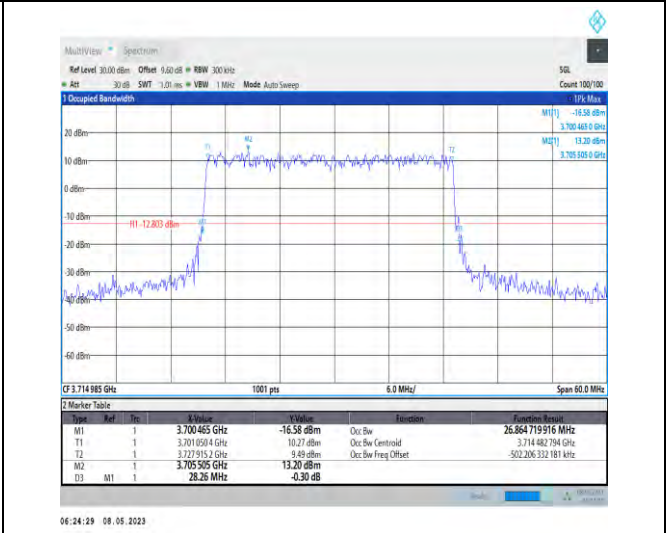 MultiView Spectrum
Ref Level 30.00 dBm Offset 9.60 dB RBW 300 kHz SGL
Att 30 dB SWT 1.01 ms VBW 1 MHz Mode Auto Sweep Count 100/100
1 Occupied Bandwidth 1Pk Max
M1[1] -16.58 dBm
3.700 465 0 GHz
M2[1] 13.20 dBm
3.705 505 0 GHz
20 dBm
T1 M2 T2
10 dBm
0 dBm
-10 dBm
H1 -12.803 dBm
-20 dBm
-30 dBm
-40 dBm
-50 dBm
-60 dBm
CF 3.714 985 GHz 1001 pts 6.0 MHz/ Span 60.0 MHz
2 Marker Table
Type Ref Trc X-Value Y-Value Function Function Result
M1 1 3.700 465 GHz -16.58 dBm Occ Bw 26.864 719 916 MHz
T1 1 3.701 050 4 GHz 10.27 dBm Occ Bw Centroid 3.714 482 794 GHz
T2 1 3.727 915 2 GHz 9.49 dBm Occ Bw Freq Offset -502.206 332 181 kHz
M2 1 3.705 505 GHz 13.20 dBm
D3 M1 1 28.26 MHz -0.30 dB
06:24:29 08.05.2023